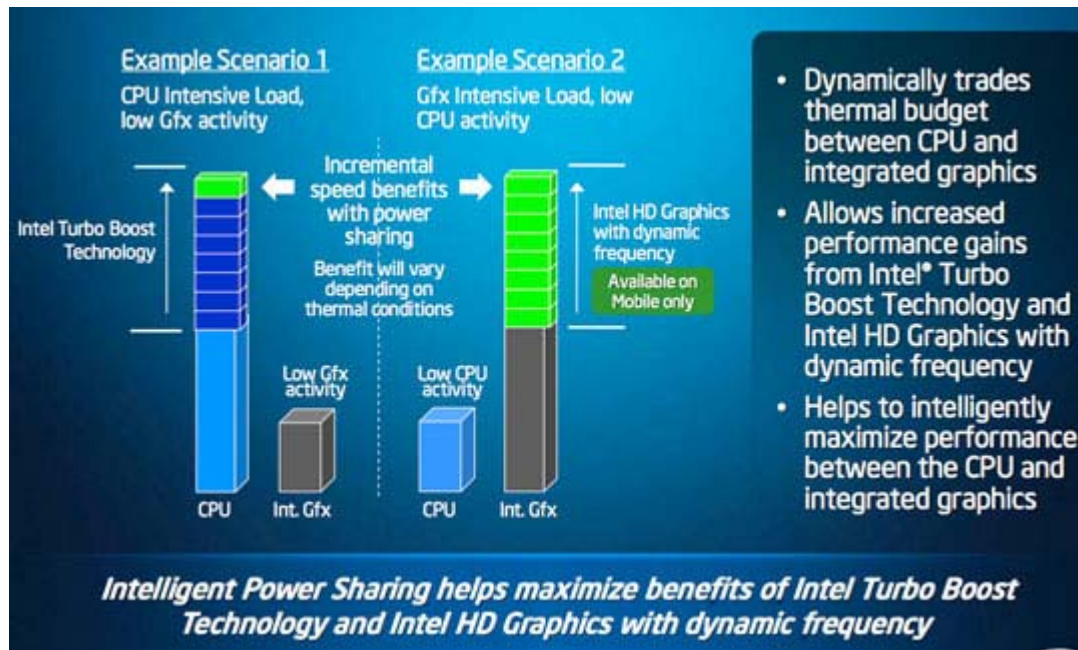 Example Scenario 1
CPU Intensive Load,
low Gfx activity
Example Scenario 2
Gfx Intensive Load, low
CPU activity
Incremental
speed benefits
with power
sharing
Benefit will vary
depending on
thermal conditions
Intel Turbo Boost
Technology
Intel HD Graphics
with dynamic
frequency
Available on
Mobile only
Low Gfx
activity
Low CPU
activity
CPU
Int. Gfx
CPU
Int. Gfx
• Dynamically trades
thermal budget
between CPU and
integrated graphics
• Allows increased
performance gains
from Intel® Turbo
Boost Technology and
Intel HD Graphics with
dynamic frequency
• Helps to intelligently
maximize performance
between the CPU and
integrated graphics
Intelligent Power Sharing helps maximize benefits of Intel Turbo Boost
Technology and Intel HD Graphics with dynamic frequency